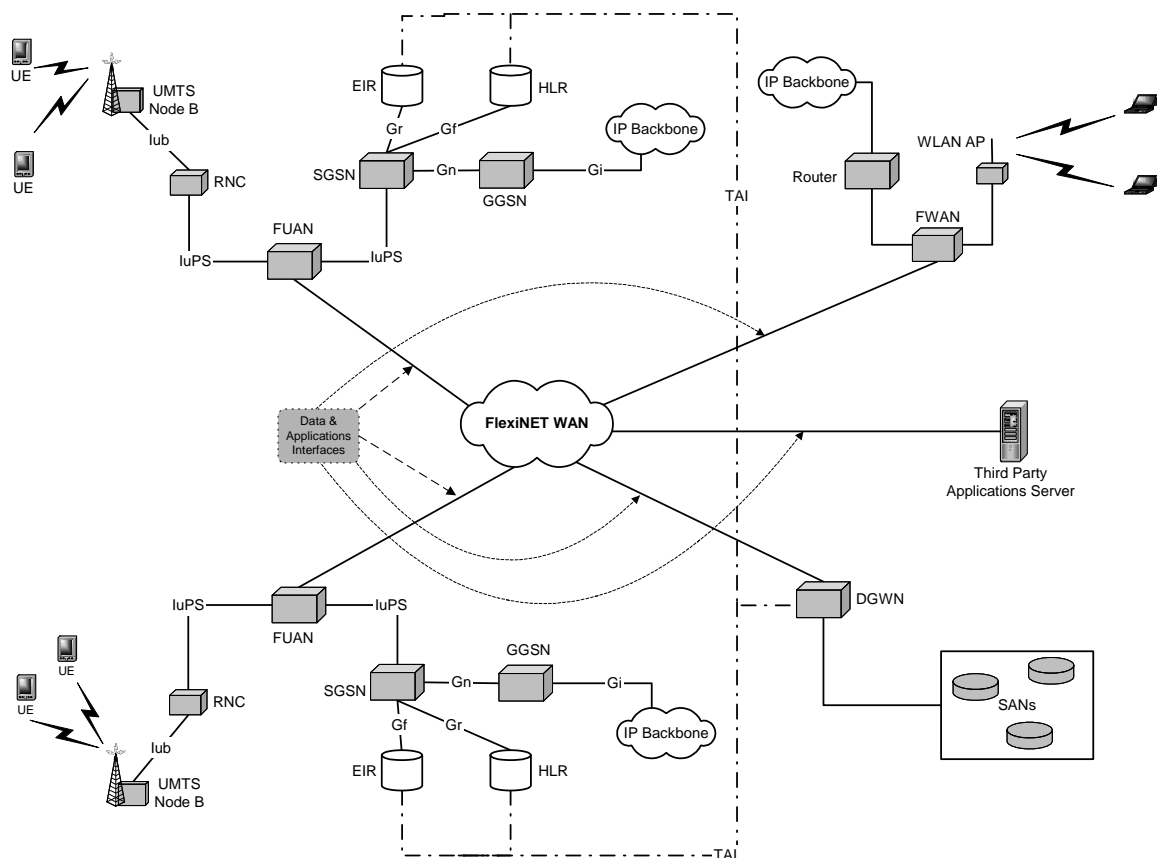 UE
UMTS
Node B
Iub
UE
RNC
IuPS
FUAN
IuPS
EIR
HLR
Gr
Gf
SGSN
Gn
GGSN
Gi
IP Backbone
TAI
IP Backbone
WLAN AP
Router
FWAN
FlexiNET WAN
Data &
Applications
Interfaces
Third Party
Applications Server
DGWN
SANs
IuPS
FUAN
IuPS
UE
UE
RNC
Iub
UMTS
Node B
SGSN
Gn
GGSN
Gi
IP Backbone
Gf
Gr
EIR
HLR
TAI